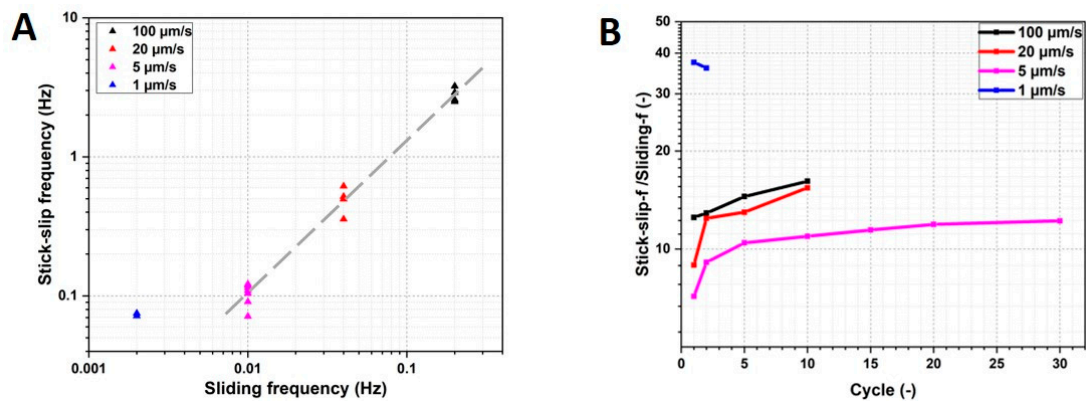 A
10
1
0.1
Stick-slip frequency (Hz)
100 µm/s
20 µm/s
5 µm/s
1 µm/s
0.001
0.01
0.1
Sliding frequency (Hz)
B
50
40
30
20
10
Stick-slip-f /Sliding-f (-)
100 µm/s
20 µm/s
5 µm/s
1 µm/s
0
5
10
15
20
25
30
Cycle (-)